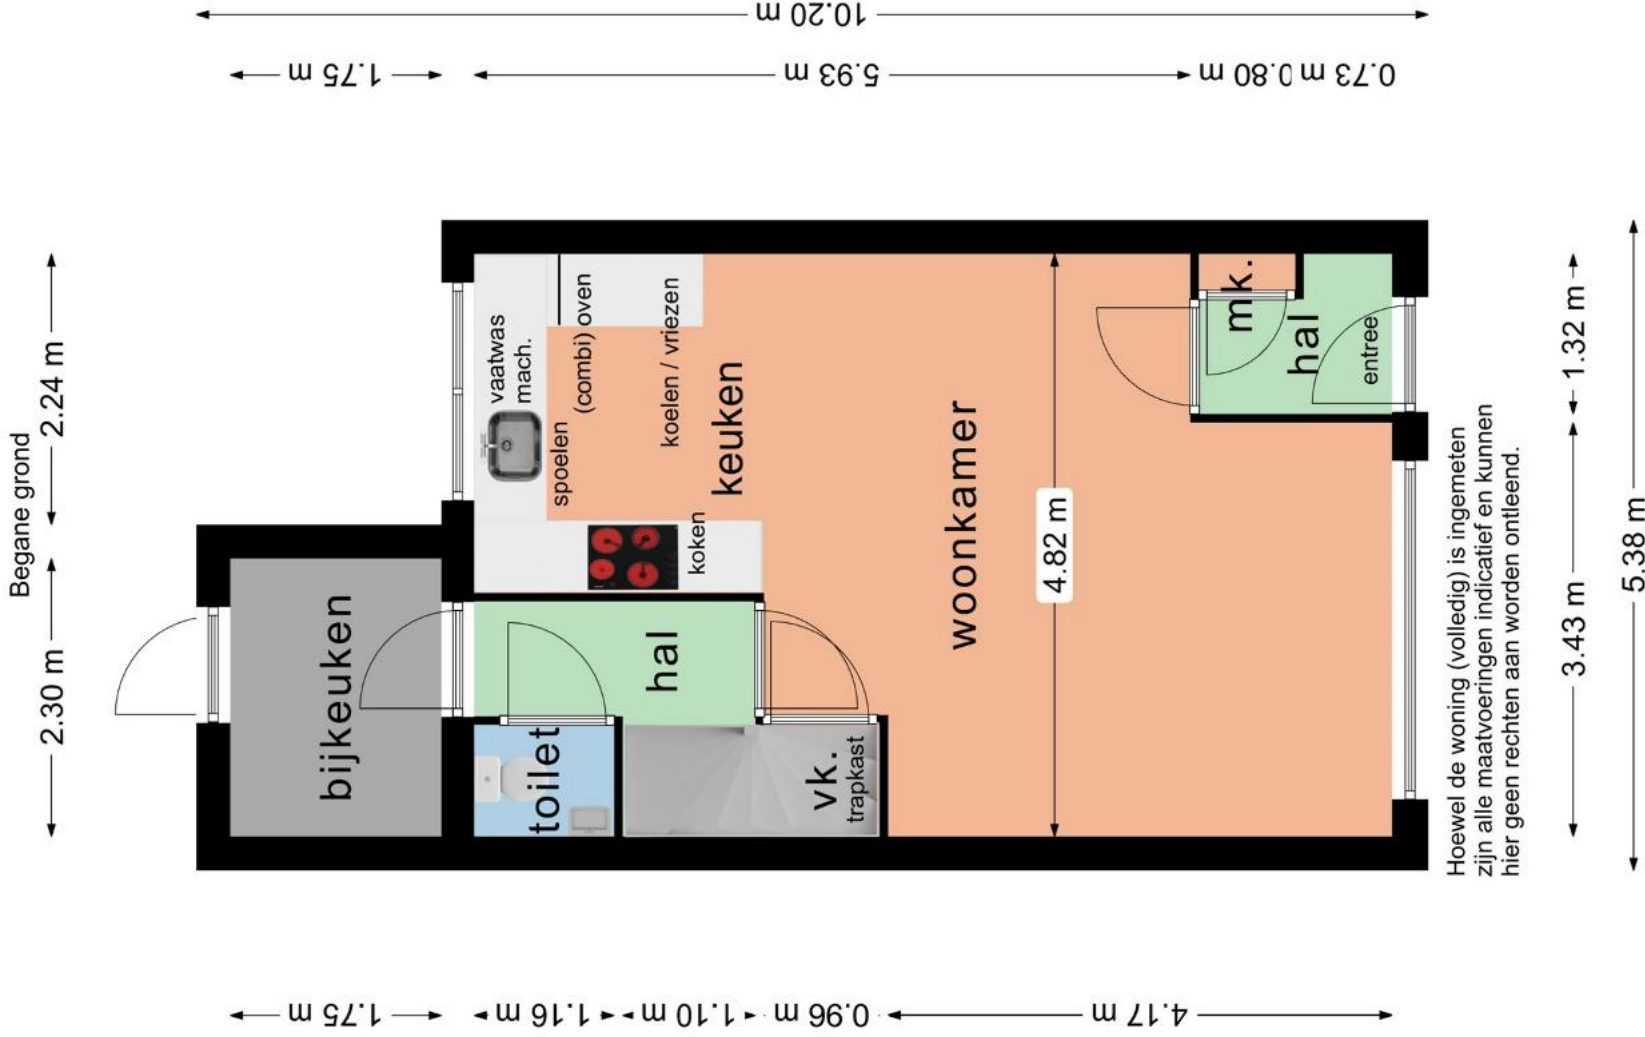 10.20 m
1.75 m
5.93 m
0.80 m
0.73 m
Begane grond
2.24 m
2.30 m
vaatwas
mach.
(combi) oven
koelen / vriezen
spoelen
keuken
koken
woonkamer
4.82 m
mk.
hal
entree
bijkeuken
hal
toilet
vk.
trapkast
1.32 m
3.43 m
5.38 m
Hoewel de woning (volledig) is ingemeten
zijn alle maatvoeringen indicatief en kunnen
hier geen rechten aan worden ontleend.
1.75 m
1.16 m
1.10 m
0.96 m
4.17 m